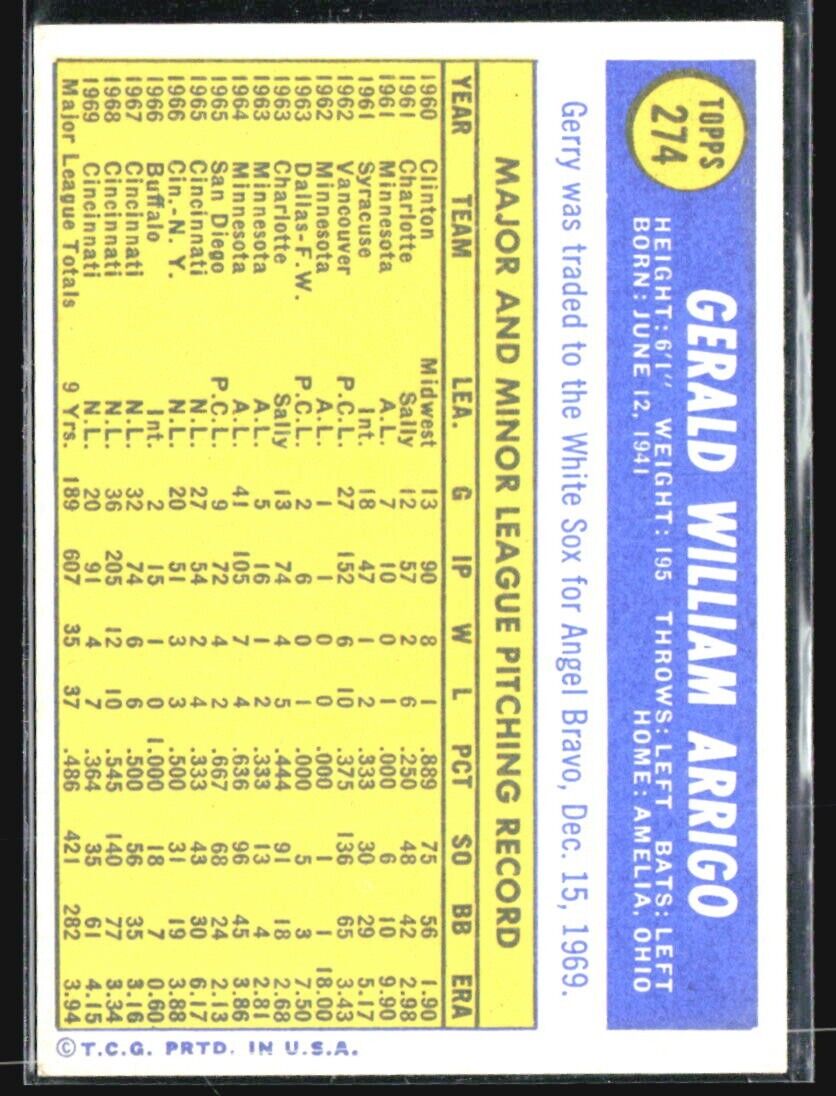 TOPPS
274
GERALD WILLIAM ARRIGO
HEIGHT: 6'1" WEIGHT: 195 THROWS: LEFT BATS: LEFT
BORN: JUNE 12, 1941 HOME: AMELIA, OHIO
Gerry was traded to the White Sox for Angel Bravo, Dec. 15, 1969.
MAJOR AND MINOR LEAGUE PITCHING RECORD
YEAR TEAM LEA. G IP W L PCT SO BB ERA
1960 Clinton Midwest 13 90 8 1 .889 75 56 1.90
1961 Charlotte Sally 12 57 2 6 .250 48 42 2.98
1961 Minnesota A.L. 7 10 0 1 .000 6 10 9.90
1961 Syracuse Int. 18 47 1 2 .333 30 29 5.17
1962 Vancouver P.C.L. 27 152 6 10 .375 136 65 3.43
1962 Minnesota A.L. 1 1 0 0 .000 1 1 18.00
1963 Dallas-F.W. P.C.L. 2 6 0 1 .000 5 3 7.50
1963 Charlotte Sally 13 74 4 5 .444 91 18 2.68
1963 Minnesota A.L. 5 16 1 2 .333 13 4 2.81
1964 Minnesota A.L. 41 105 7 4 .636 96 45 3.86
1965 San Diego P.C.L. 9 72 4 2 .667 68 24 2.13
1965 Cincinnati N.L. 27 54 2 4 .333 43 30 6.17
1966 Cin.-N.Y. N.L. 20 51 3 3 .500 31 19 3.88
1966 Buffalo Int. 2 15 1 0 1.000 18 7 0.60
1967 Cincinnati N.L. 32 74 6 6 .500 56 35 3.16
1968 Cincinnati N.L. 36 205 12 10 .545 140 77 3.34
1969 Cincinnati N.L. 20 91 4 7 .364 35 61 4.15
Major League Totals 9 Yrs. 189 607 35 37 .486 421 282 3.94
© T.C.G. PRTD. IN U.S.A.